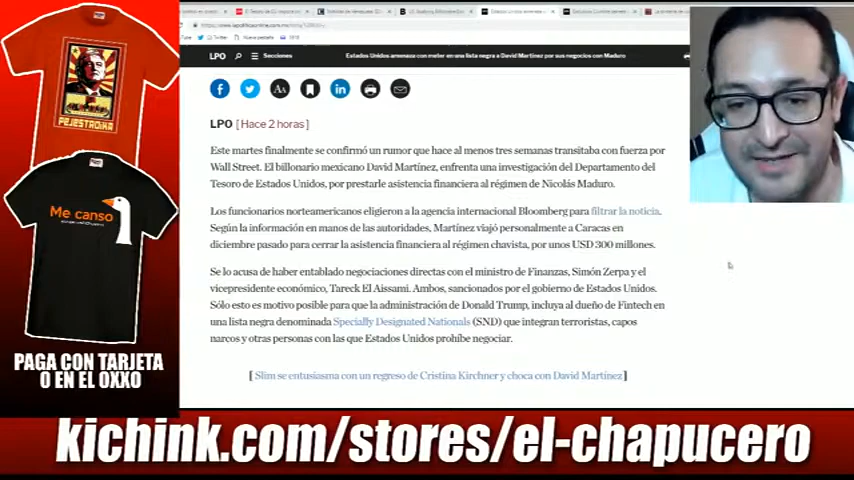 https://www.lapoliticaonline.com.mx/nota/
Twitter
LPO
Secciones
Estados Unidos amenaza con meter en una lista negra a David Martínez por sus negocios con Maduro
LPO [ Hace 2 horas ]
Este martes finalmente se confirmó un rumor que hace al menos tres semanas transitaba con fuerza por
Wall Street. El billonario mexicano David Martínez, enfrenta una investigación del Departamento del
Tesoro de Estados Unidos, por prestarle asistencia financiera al régimen de Nicolás Maduro.
Los funcionarios norteamericanos eligieron a la agencia internacional Bloomberg para filtrar la noticia.
Según la información en manos de las autoridades, Martínez viajó personalmente a Caracas en
diciembre pasado para cerrar la asistencia financiera al régimen chavista, por unos USD 300 millones.
Se lo acusa de haber entablado negociaciones directas con el ministro de Finanzas, Simón Zerpa y el
vicepresidente económico, Tareck El Aissami. Ambos, sancionados por el gobierno de Estados Unidos.
Sólo esto es motivo posible para que la administración de Donald Trump, incluya al dueño de Fintech en
una lista negra denominada Specially Designated Nationals (SND) que integran terroristas, capos
narcos y otras personas con las que Estados Unidos prohíbe negociar.
[ Slim se entusiasma con un regreso de Cristina Kirchner y choca con David Martínez ]
PEJESTROIKA
Me canso
PAGA CON TARJETA
O EN EL OXXO
kichink.com/stores/el-chapucero